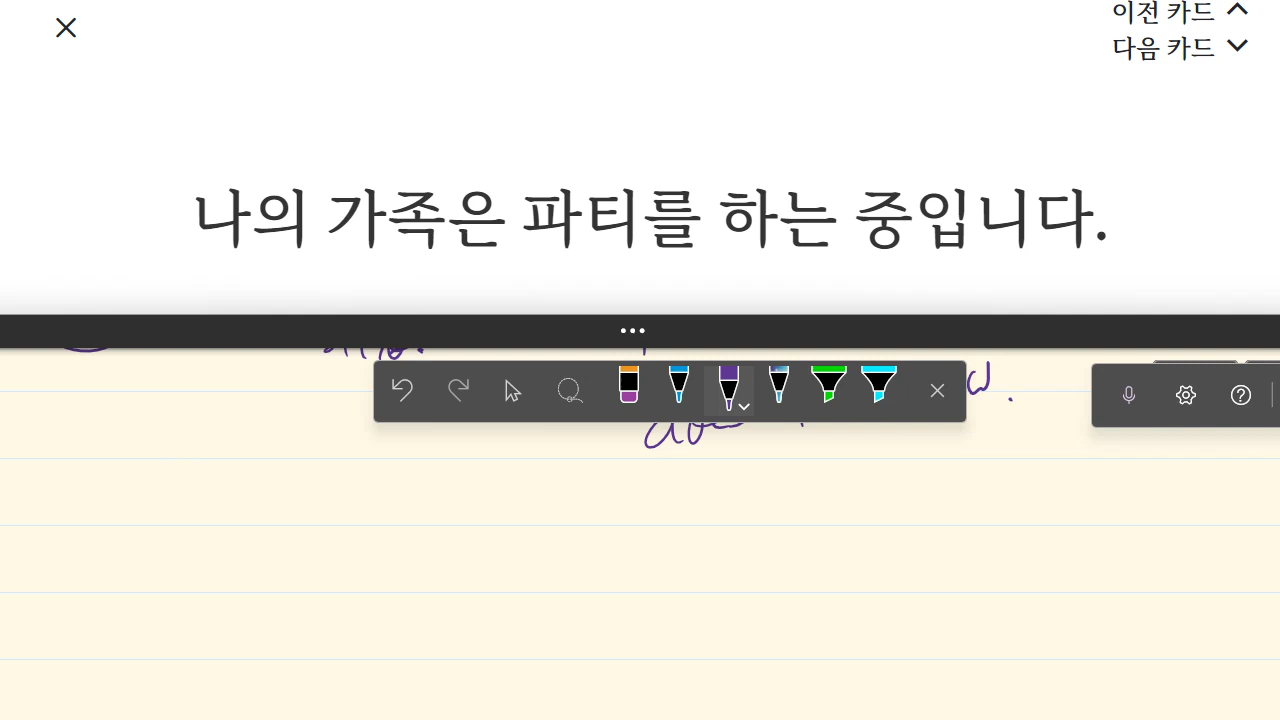 이전 카드
다음 카드
나의 가족은 파티를 하는 중입니다.